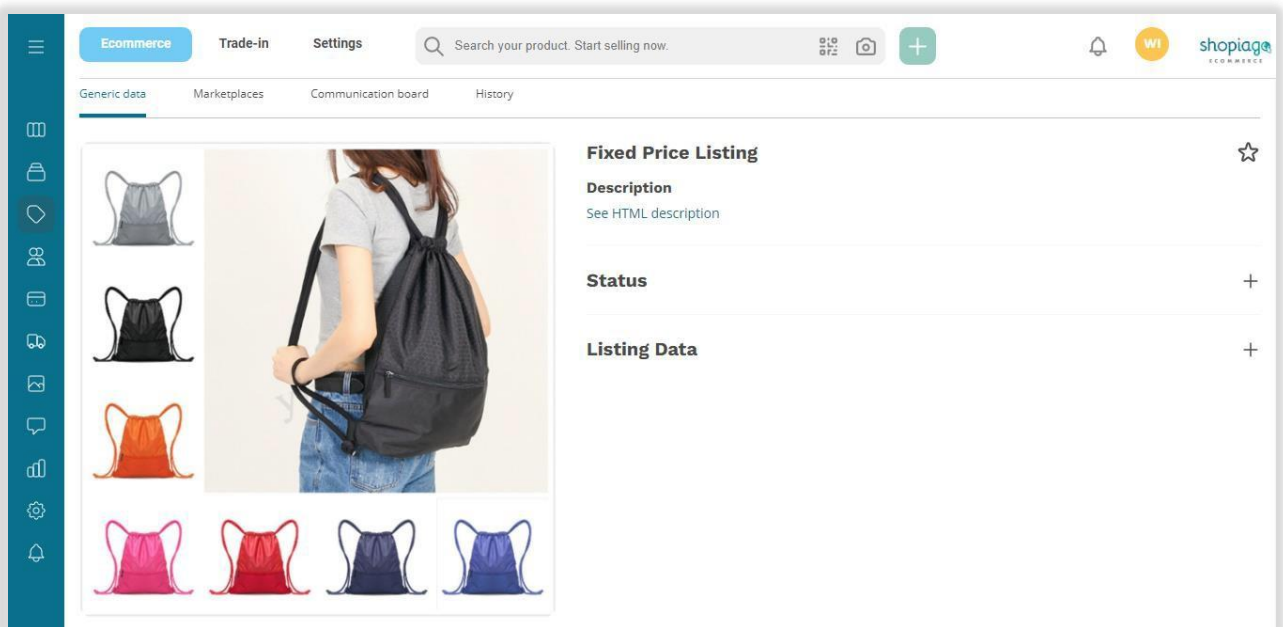 Ecommerce Trade-in Settings Search your product. Start selling now. WI shopiago
ECOMMERCE
Generic data Marketplaces Communication board History
Fixed Price Listing
Description
See HTML description
Status
Listing Data